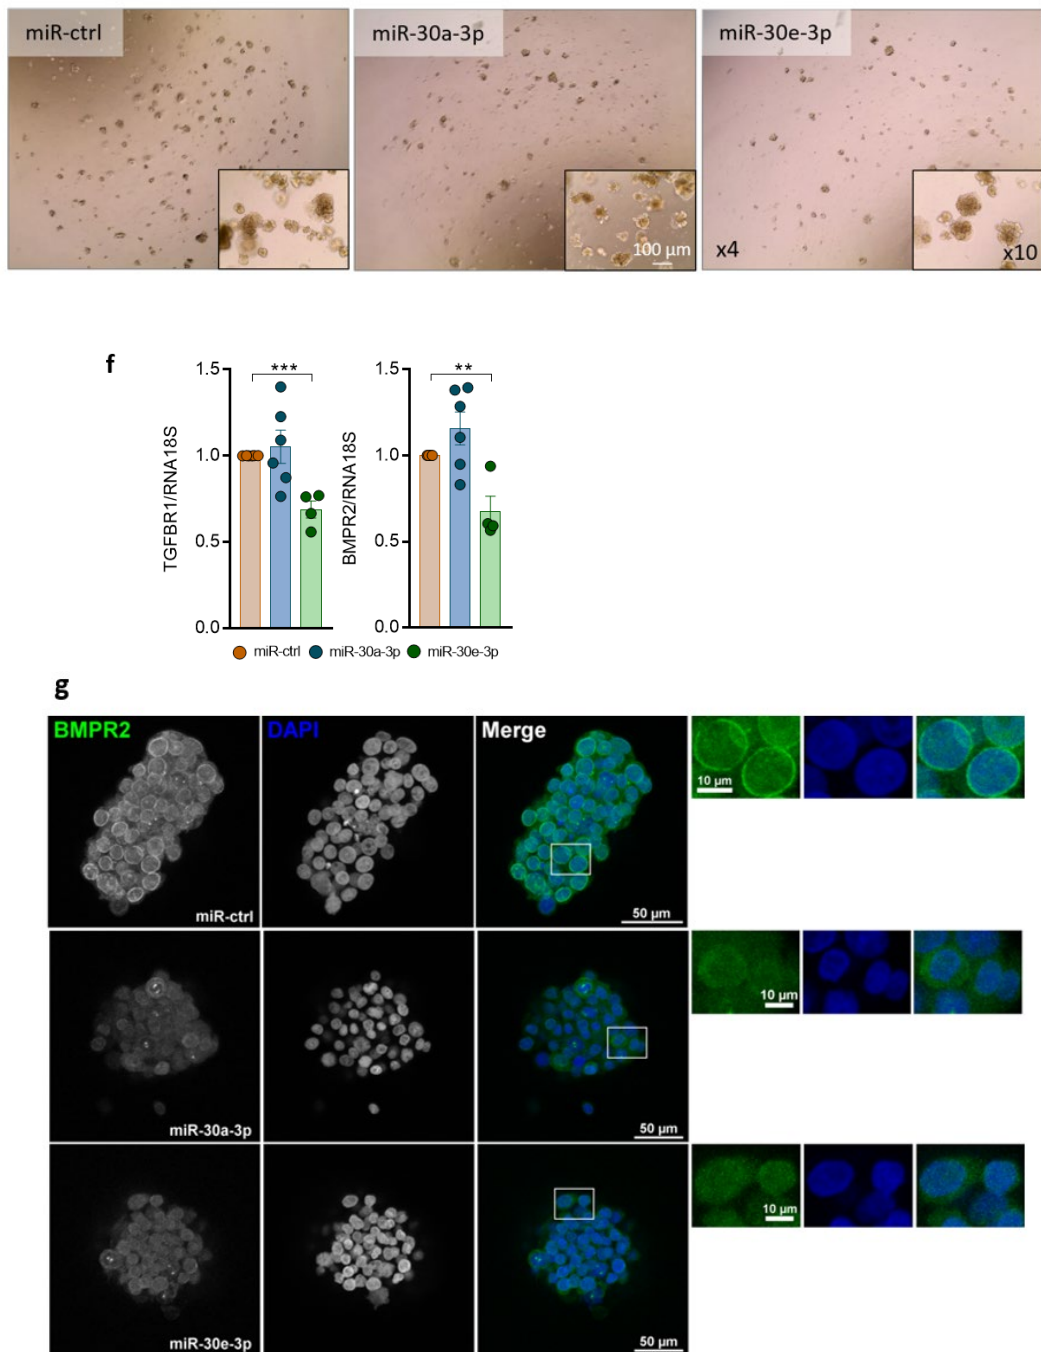 miR-ctrl
miR-30a-3p
miR-30e-3p
100 µm
x4
x10
f
1.5
1.0
0.5
0.0
TGFBR1/RNA18S
***
1.5
1.0
0.5
0.0
BMPR2/RNA18S
**
miR-ctrl miR-30a-3p miR-30e-3p
g
BMPR2
DAPI
Merge
10 µm
miR-ctrl
50 µm
10 µm
miR-30a-3p
50 µm
10 µm
miR-30e-3p
50 µm